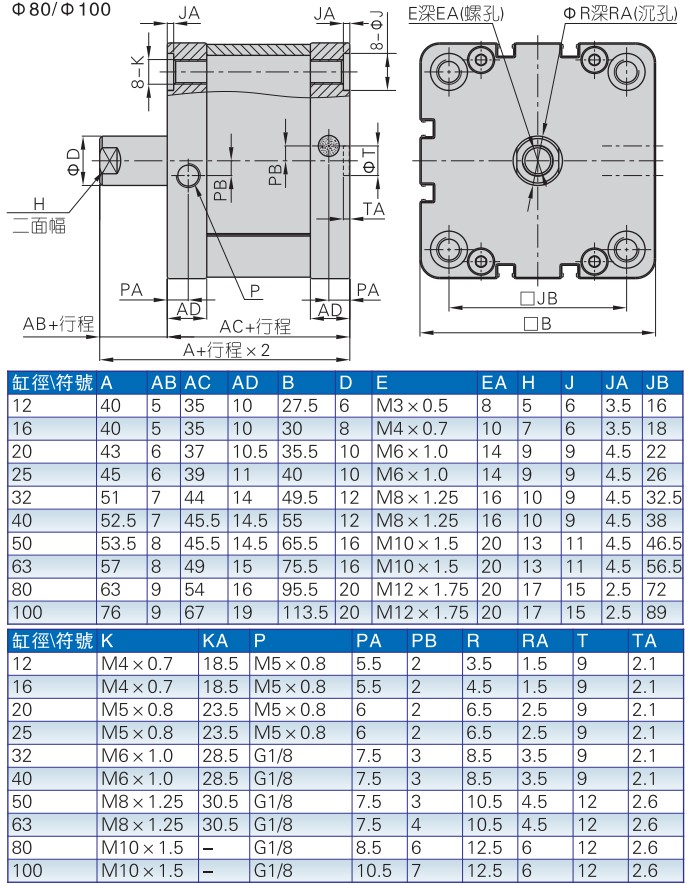 Φ80/Φ100
JA
JA
8-ΦJ
8-K
E深EA(螺孔)
ΦR深RA(沉孔)
ΦD
PB
PB
ΦT
TA
H
二面幅
PA
P
PA
AD
AD
AB+行程
AC+行程
A+行程×2
□JB
□B
缸徑\符號 A AB AC AD B D E EA H J JA JB
12 40 5 35 10 27.5 6 M3×0.5 8 5 6 3.5 16
16 40 5 35 10 30 8 M4×0.7 10 7 6 3.5 18
20 43 6 37 10.5 35.5 10 M6×1.0 14 9 9 4.5 22
25 45 6 39 11 40 10 M6×1.0 14 9 9 4.5 26
32 51 7 44 14 49.5 12 M8×1.25 16 10 9 4.5 32.5
40 52.5 7 45.5 14.5 55 12 M8×1.25 16 10 9 4.5 38
50 53.5 8 45.5 14.5 65.5 16 M10×1.5 20 13 11 4.5 46.5
63 57 8 49 15 75.5 16 M10×1.5 20 13 11 4.5 56.5
80 63 9 54 16 95.5 20 M12×1.75 20 17 15 2.5 72
100 76 9 67 19 113.5 20 M12×1.75 20 17 15 2.5 89
缸徑\符號 K KA P PA PB R RA T TA
12 M4×0.7 18.5 M5×0.8 5.5 2 3.5 1.5 9 2.1
16 M4×0.7 18.5 M5×0.8 5.5 2 4.5 1.5 9 2.1
20 M5×0.8 23.5 M5×0.8 6 2 6.5 2.5 9 2.1
25 M5×0.8 23.5 M5×0.8 6 2 6.5 2.5 9 2.1
32 M6×1.0 28.5 G1/8 7.5 3 8.5 3.5 9 2.1
40 M6×1.0 28.5 G1/8 7.5 3 8.5 3.5 9 2.1
50 M8×1.25 30.5 G1/8 7.5 3 10.5 4.5 12 2.6
63 M8×1.25 30.5 G1/8 7.5 4 10.5 4.5 12 2.6
80 M10×1.5 – G1/8 8.5 6 12.5 6 12 2.6
100 M10×1.5 – G1/8 10.5 7 12.5 6 12 2.6